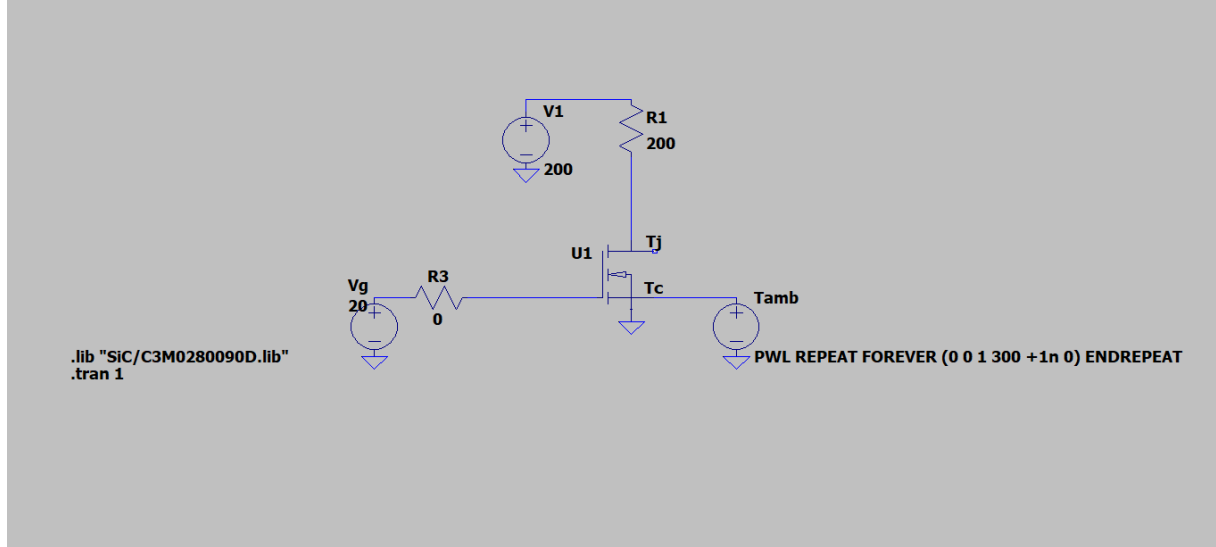 V1
200
R1
200
U1
Tj
Tc
Vg
20
R3
0
Tamb
PWL REPEAT FOREVER (0 0 1 300 +1n 0) ENDREPEAT
.lib "SiC/C3M0280090D.lib"
.tran 1